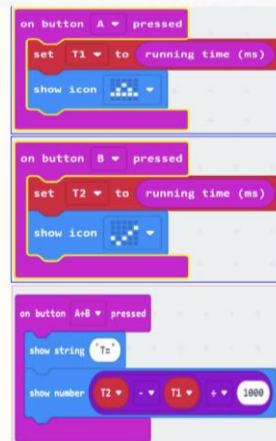 on button A pressed
set T1 to running time (ms)
show icon
on button B pressed
set T2 to running time (ms)
show icon
on button A+B pressed
show string "T="
show number T2 - T1 ÷ 1000